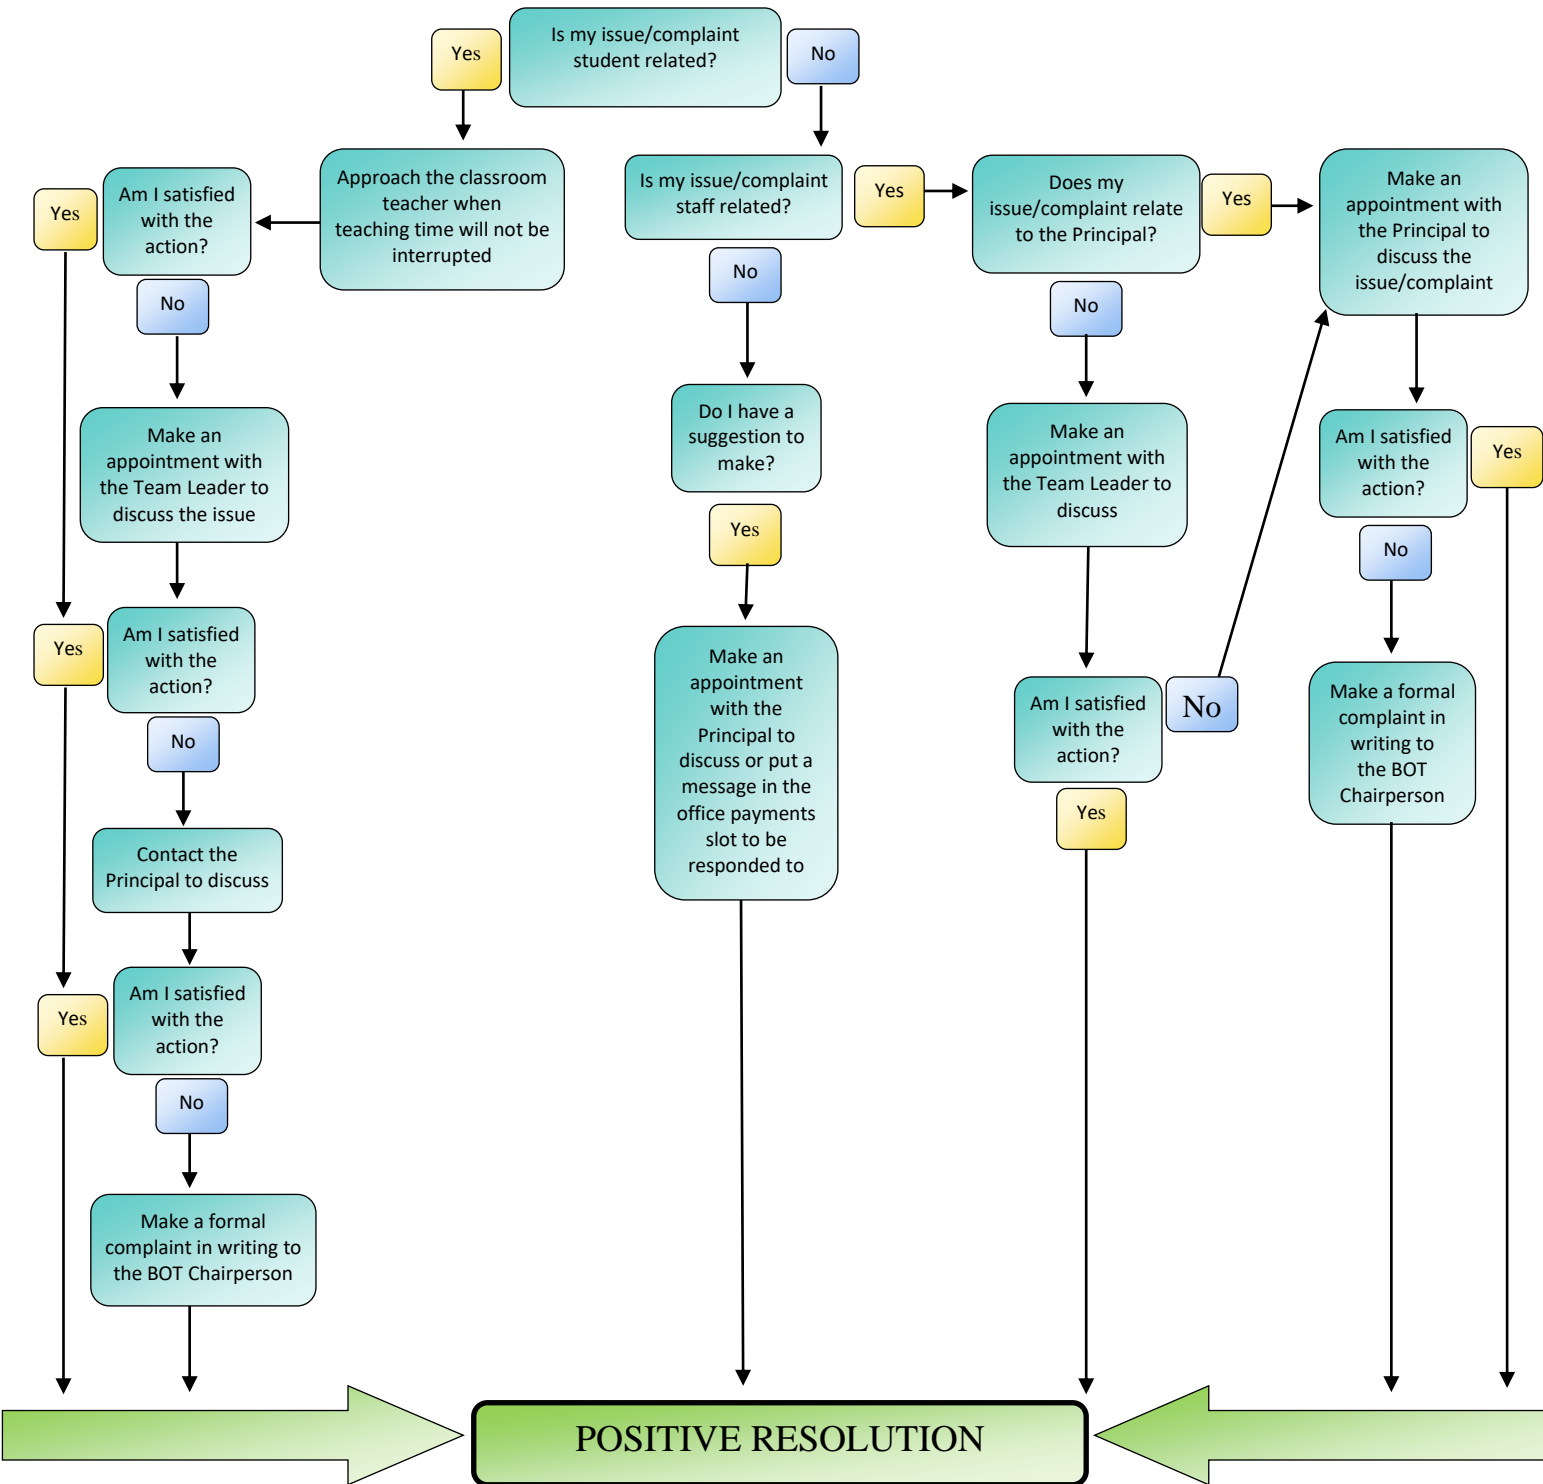 Yes
Is my issue/complaint
student related?
No
Am I satisfied
with the
action?
Yes
Approach the classroom
teacher when
teaching time will not be
interrupted
Is my issue/complaint
staff related?
Yes
Does my
issue/complaint relate
to the Principal?
Yes
Make an
appointment with
the Principal to
discuss the
issue/complaint
No
No
No
Make an
appointment with
the Team Leader to
discuss the issue
Do I have a
suggestion to
make?
Make an
appointment with
the Team Leader to
discuss
Am I satisfied
with the
action?
Yes
Yes
No
Yes
Am I satisfied
with the
action?
No
Make an
appointment
with the
Principal to
discuss or put a
message in the
office payments
slot to be
responded to
Am I satisfied
with the
action?
No
Yes
Make a formal
complaint in
writing to
the BOT
Chairperson
Contact the
Principal to discuss
Yes
Am I satisfied
with the
action?
No
Make a formal
complaint in writing to
the BOT Chairperson
POSITIVE RESOLUTION